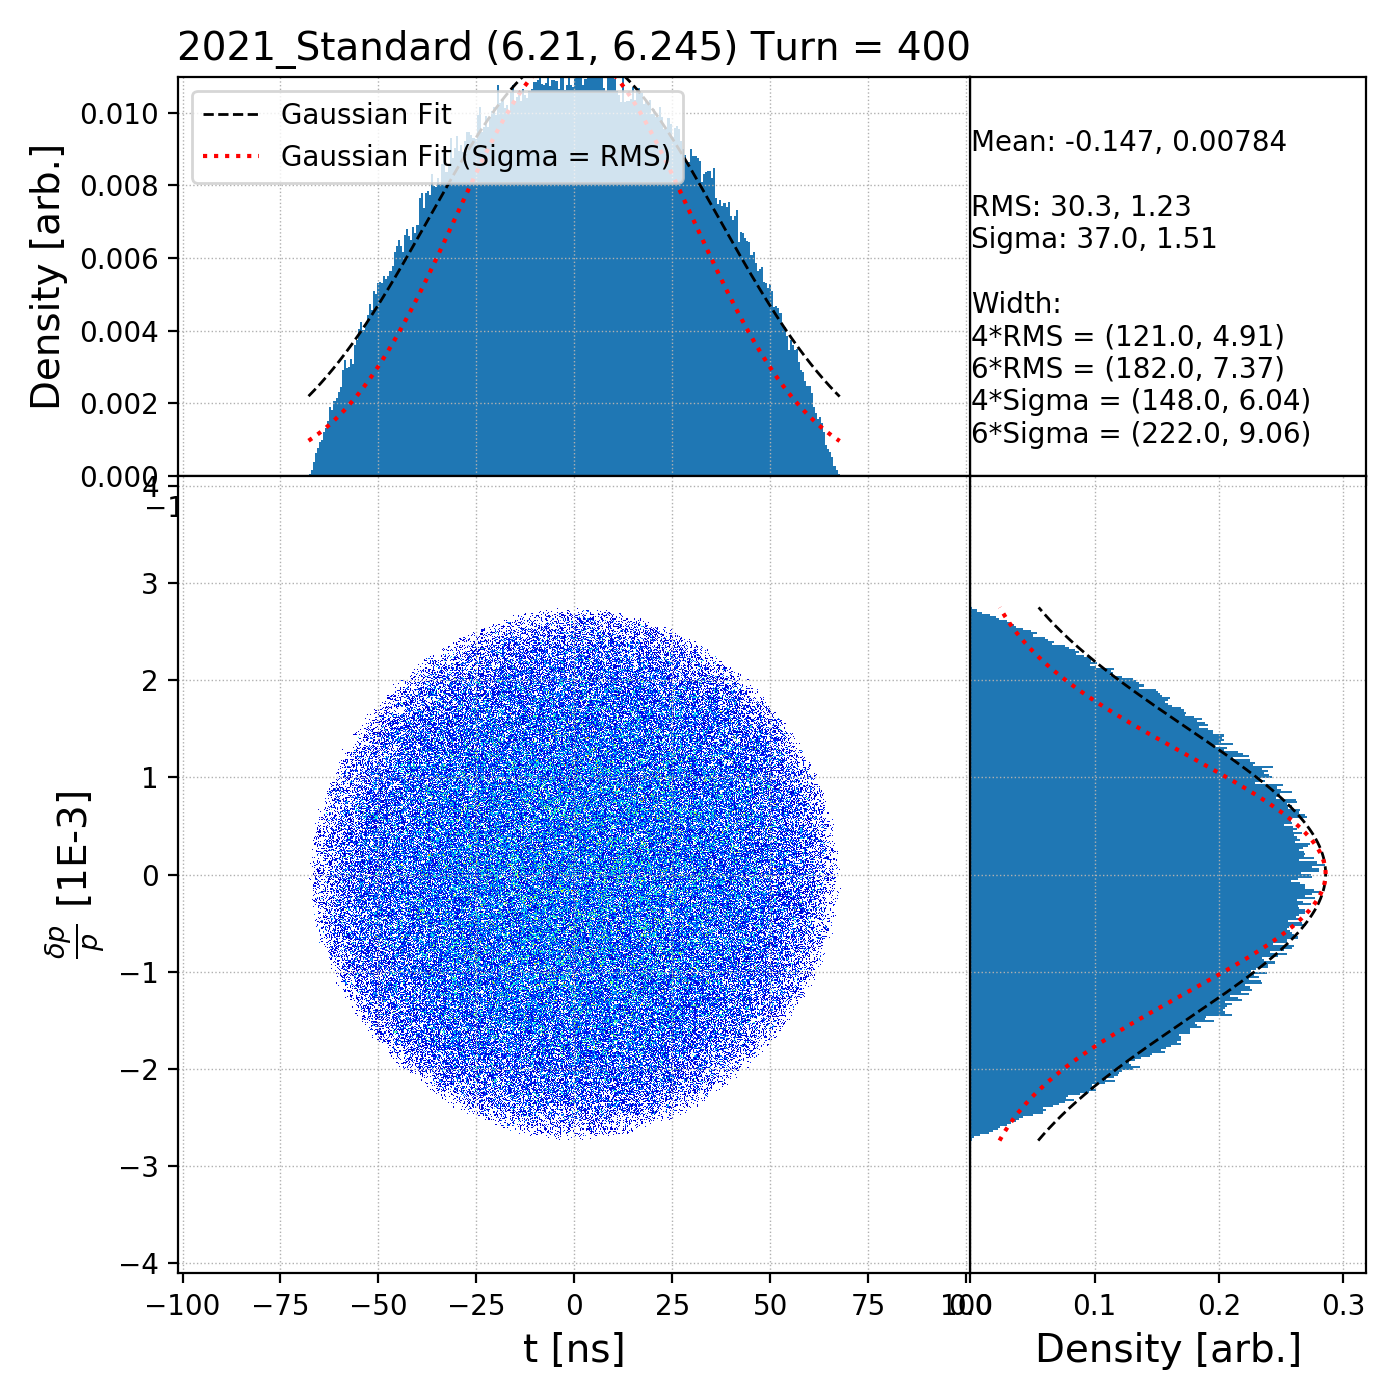 2021_Standard (6.21, 6.245) Turn = 400
Density [arb.]
0.010
0.008
0.006
0.004
0.002
0.000
Gaussian Fit
Gaussian Fit (Sigma = RMS)
Mean: -0.147, 0.00784
RMS: 30.3, 1.23
Sigma: 37.0, 1.51
Width:
4*RMS = (121.0, 4.91)
6*RMS = (182.0, 7.37)
4*Sigma = (148.0, 6.04)
6*Sigma = (222.0, 9.06)
−1
δp/p [1E-3]
4
3
2
1
0
−1
−2
−3
−4
−100 −75 −50 −25 0 25 50 75 100
t [ns]
0.0 0.1 0.2 0.3
Density [arb.]